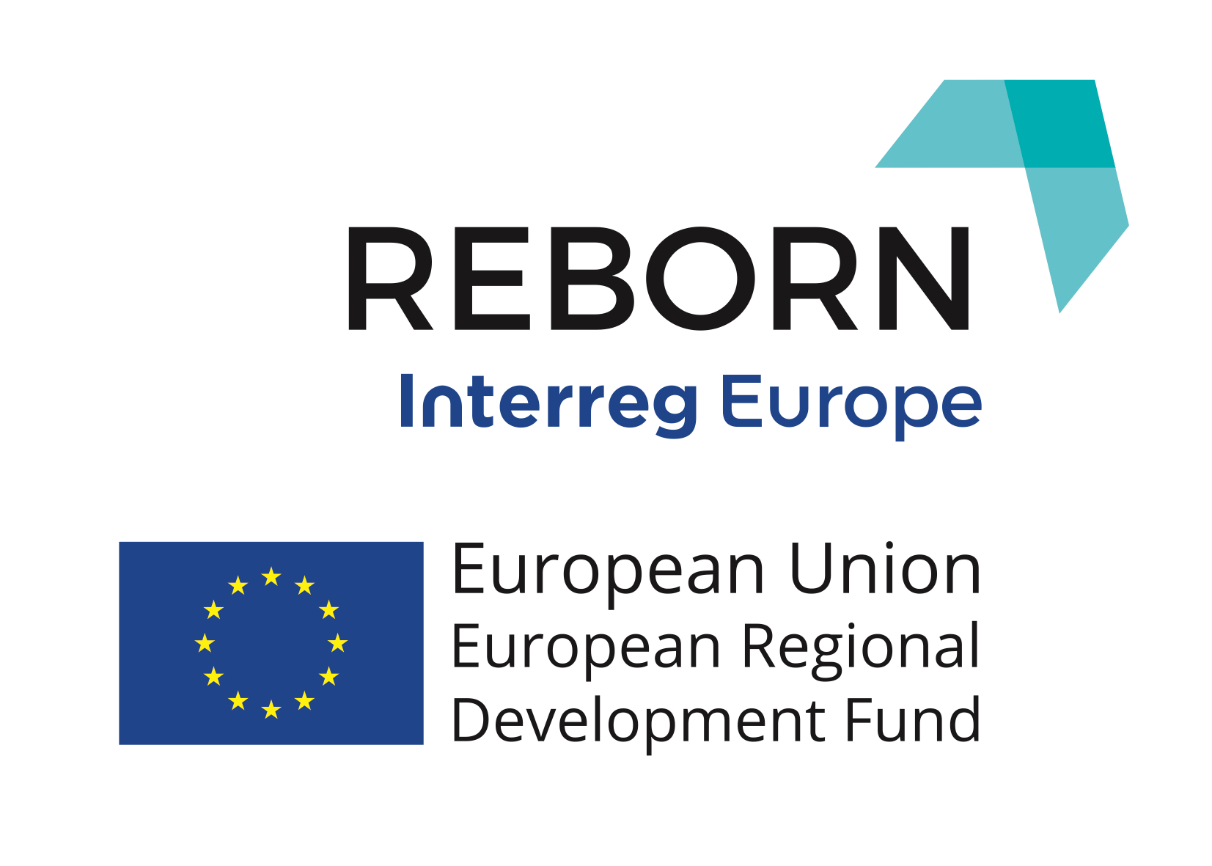 REBORN
Interreg Europe
European Union
European Regional
Development Fund